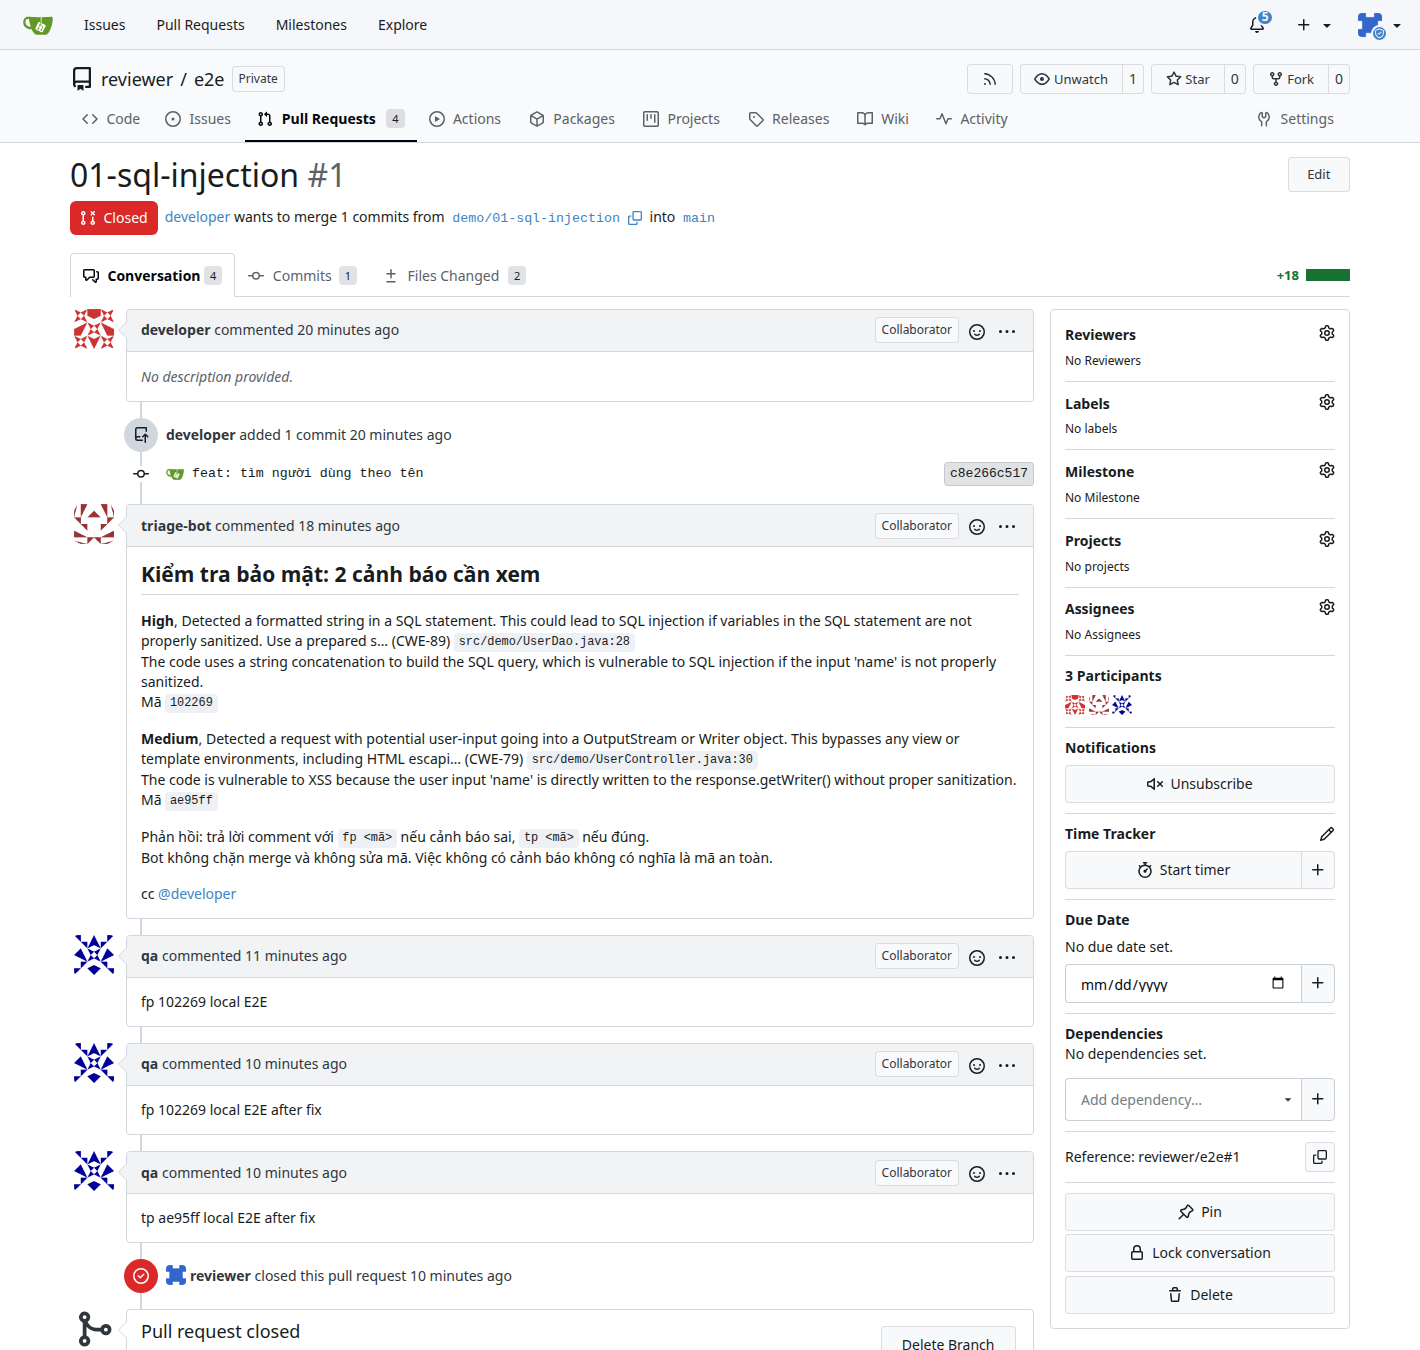 Issues Pull Requests Milestones Explore 5
reviewer / e2e Private Unwatch 1 Star 0 Fork 0
Code Issues Pull Requests 4 Actions Packages Projects Releases Wiki Activity Settings
01-sql-injection #1 Edit
Closed developer wants to merge 1 commits from demo/01-sql-injection into main
Conversation 4 Commits 1 Files Changed 2 +18
developer commented 20 minutes ago Collaborator
No description provided.
developer added 1 commit 20 minutes ago
feat: tìm người dùng theo tên c8e266c517
triage-bot commented 18 minutes ago Collaborator
Kiểm tra bảo mật: 2 cảnh báo cần xem
High, Detected a formatted string in a SQL statement. This could lead to SQL injection if variables in the SQL statement are not
properly sanitized. Use a prepared s... (CWE-89) src/demo/UserDao.java:28
The code uses a string concatenation to build the SQL query, which is vulnerable to SQL injection if the input 'name' is not properly
sanitized.
Mã 102269
Medium, Detected a request with potential user-input going into a OutputStream or Writer object. This bypasses any view or
template environments, including HTML escapi... (CWE-79) src/demo/UserController.java:30
The code is vulnerable to XSS because the user input 'name' is directly written to the response.getWriter() without proper sanitization.
Mã ae95ff
Phản hồi: trả lời comment với fp <mã> nếu cảnh báo sai, tp <mã> nếu đúng.
Bot không chặn merge và không sửa mã. Việc không có cảnh báo không có nghĩa là mã an toàn.
cc @developer
qa commented 11 minutes ago Collaborator
fp 102269 local E2E
qa commented 10 minutes ago Collaborator
fp 102269 local E2E after fix
qa commented 10 minutes ago Collaborator
tp ae95ff local E2E after fix
reviewer closed this pull request 10 minutes ago
Pull request closed
Delete Branch
Reviewers
No Reviewers
Labels
No labels
Milestone
No Milestone
Projects
No projects
Assignees
No Assignees
3 Participants
Notifications
Unsubscribe
Time Tracker
Start timer
Due Date
No due date set.
mm/dd/yyyy
Dependencies
No dependencies set.
Add dependency...
Reference: reviewer/e2e#1
Pin
Lock conversation
Delete